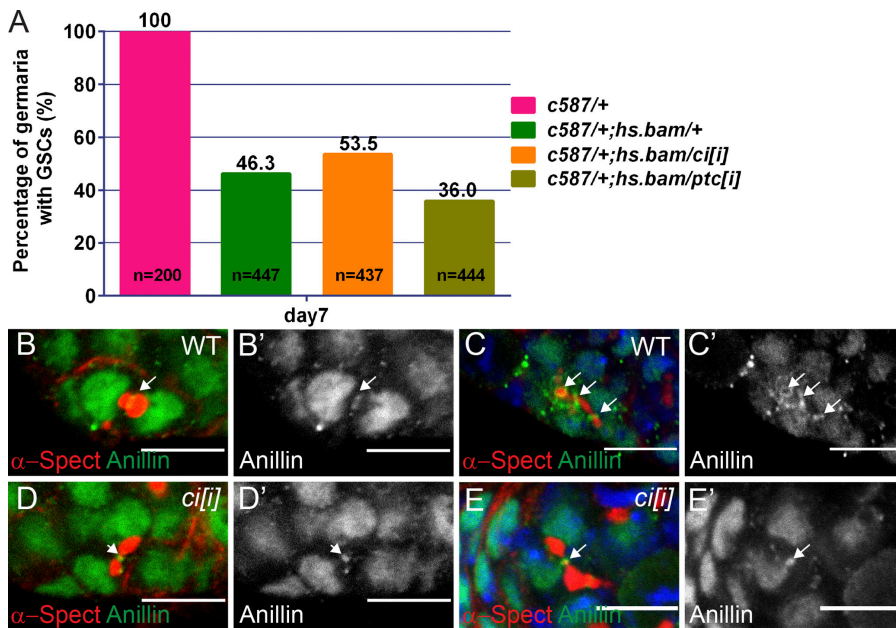 A
Percentage of germaria
with GSCs (%)
100
80
60
40
20
0
100
46.3
53.5
36.0
n=200
n=447
n=437
n=444
day7
c587/+
c587/+;hs.bam/+
c587/+;hs.bam/ci[i]
c587/+;hs.bam/ptc[i]
B WT
α–Spect Anillin
B'
Anillin
C WT
α–Spect Anillin
C'
Anillin
D ci[i]
α–Spect Anillin
D'
Anillin
E ci[i]
α–Spect Anillin
E'
Anillin